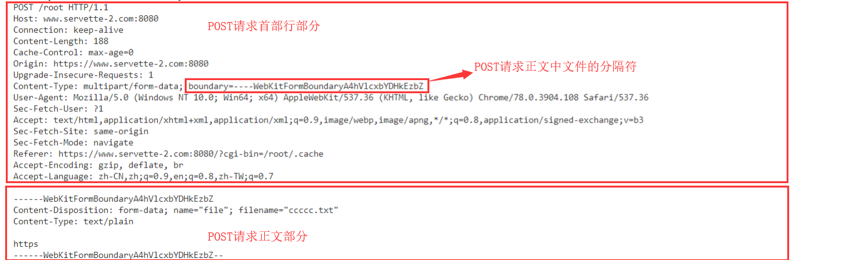 POST /root HTTP/1.1
Host: www.servette-2.com:8080
POST请求首部行部分
Connection: keep-alive
Content-Length: 188
Cache-Control: max-age=0
Origin: https://www.servette-2.com:8080
Upgrade-Insecure-Requests: 1
POST请求正文中文件的分隔符
Content-Type: multipart/form-data; boundary=----WebKitFormBoundaryA4hVlcxbYDHkEzbZ
User-Agent: Mozilla/5.0 (Windows NT 10.0; Win64; x64) AppleWebKit/537.36 (KHTML, like Gecko) Chrome/78.0.3904.108 Safari/537.36
Sec-Fetch-User: ?1
Accept: text/html,application/xhtml+xml,application/xml;q=0.9,image/webp,image/apng,*/*;q=0.8,application/signed-exchange;v=b3
Sec-Fetch-Site: same-origin
Sec-Fetch-Mode: navigate
Referer: https://www.servette-2.com:8080/?cgi-bin=/root/.cache
Accept-Encoding: gzip, deflate, br
Accept-Language: zh-CN,zh;q=0.9,en;q=0.8,zh-TW;q=0.7
------WebKitFormBoundaryA4hVlcxbYDHkEzbZ
Content-Disposition: form-data; name="file"; filename="ccccc.txt"
Content-Type: text/plain
POST请求正文部分
https
------WebKitFormBoundaryA4hVlcxbYDHkEzbZ--